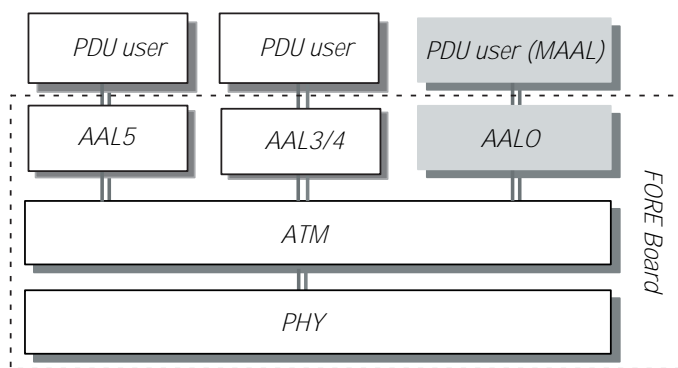 PDU user
PDU user
PDU user (MAAL)
AAL5
AAL3/4
AAL0
ATM
FORE Board
PHY